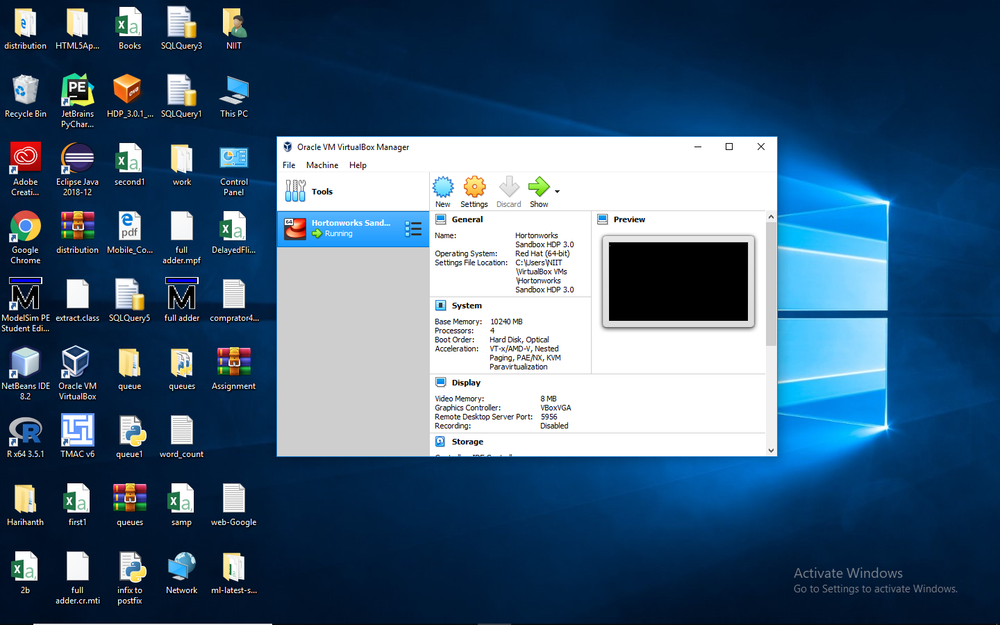 distribution
HTML5Ap...
Books
SQLQuery3
NIIT
Recycle Bin
PE
JetBrains
PyChar...
OVA
HDP_3.0.1_...
SQLQuery1
This PC
Adobe
Creati...
Eclipse Java
2018-12
second1
work
Control
Panel
Google
Chrome
distribution
pdf
Mobile_Co...
full
adder.mpf
DelayedFli...
ModelSim PE
Student Edi...
extract.class
SQLQuery5
full adder
comprator4...
NetBeans IDE
8.2
Oracle VM
VirtualBox
queue
queues
Assignment
R x64 3.5.1
TMAC v6
queue1
word_count
Harihanth
first1
queues
samp
web-Google
2b
full
adder.cr.mti
infix to
postfix
Network
ml-latest-s...
Oracle VM VirtualBox Manager
File Machine Help
Tools
New Settings Discard Show
64
Hortonworks Sand...
Running
General
Name: Hortonworks
Sandbox HDP 3.0
Operating System: Red Hat (64-bit)
Settings File Location: C:\Users\NIIT
\VirtualBox VMs
\Hortonworks
Sandbox HDP 3.0
Preview
System
Base Memory: 10240 MB
Processors: 4
Boot Order: Hard Disk, Optical
Acceleration: VT-x/AMD-V, Nested
Paging, PAE/NX, KVM
Paravirtualization
Display
Video Memory: 8 MB
Graphics Controller: VBoxVGA
Remote Desktop Server Port: 5956
Recording: Disabled
Storage
Activate Windows
Go to Settings to activate Windows.